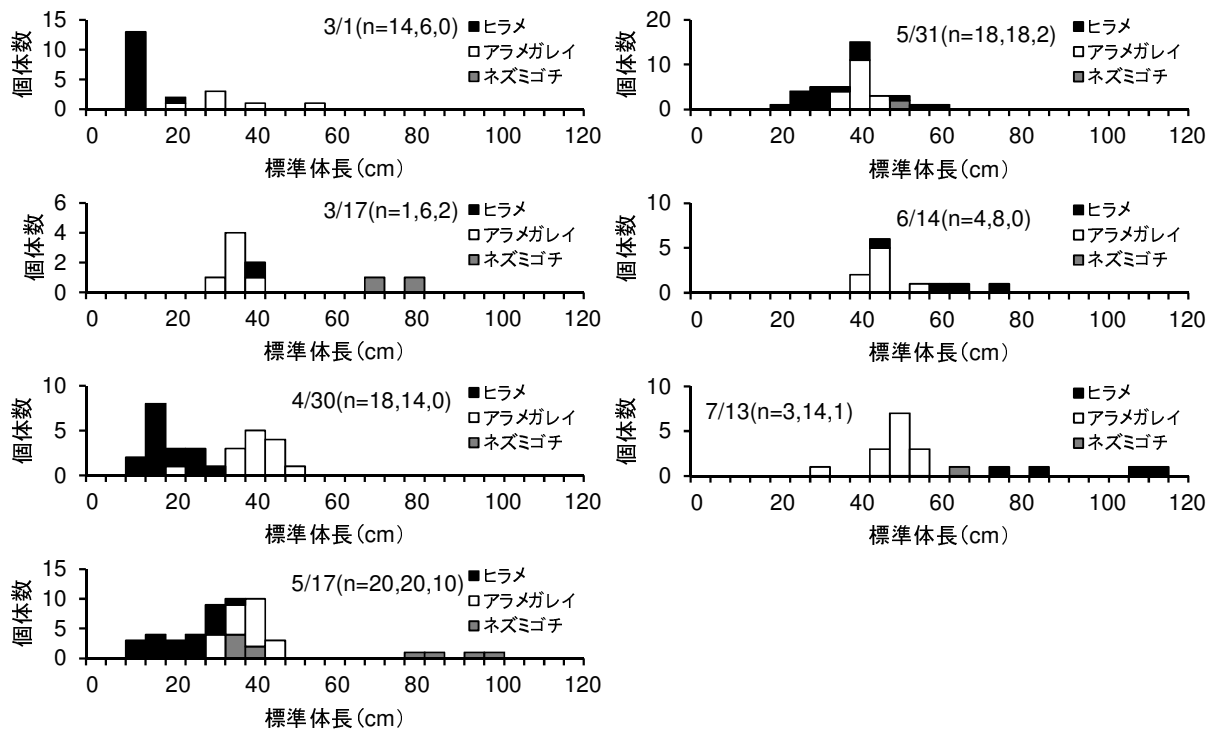 個体数
15
10
5
0
3/1(n=14,6,0)
ヒラメ
アラメガレイ
ネズミゴチ
0 20 40 60 80 100 120
標準体長(cm)
個体数
6
4
2
0
3/17(n=1,6,2)
ヒラメ
アラメガレイ
ネズミゴチ
0 20 40 60 80 100 120
標準体長(cm)
個体数
10
5
0
4/30(n=18,14,0)
ヒラメ
アラメガレイ
ネズミゴチ
0 20 40 60 80 100 120
標準体長(cm)
個体数
15
10
5
0
5/17(n=20,20,10)
ヒラメ
アラメガレイ
ネズミゴチ
0 20 40 60 80 100 120
標準体長(cm)
個体数
20
10
0
5/31(n=18,18,2)
ヒラメ
アラメガレイ
ネズミゴチ
0 20 40 60 80 100 120
標準体長(cm)
個体数
10
5
0
6/14(n=4,8,0)
ヒラメ
アラメガレイ
ネズミゴチ
0 20 40 60 80 100 120
標準体長(cm)
個体数
10
5
0
7/13(n=3,14,1)
ヒラメ
アラメガレイ
ネズミゴチ
0 20 40 60 80 100 120
標準体長(cm)